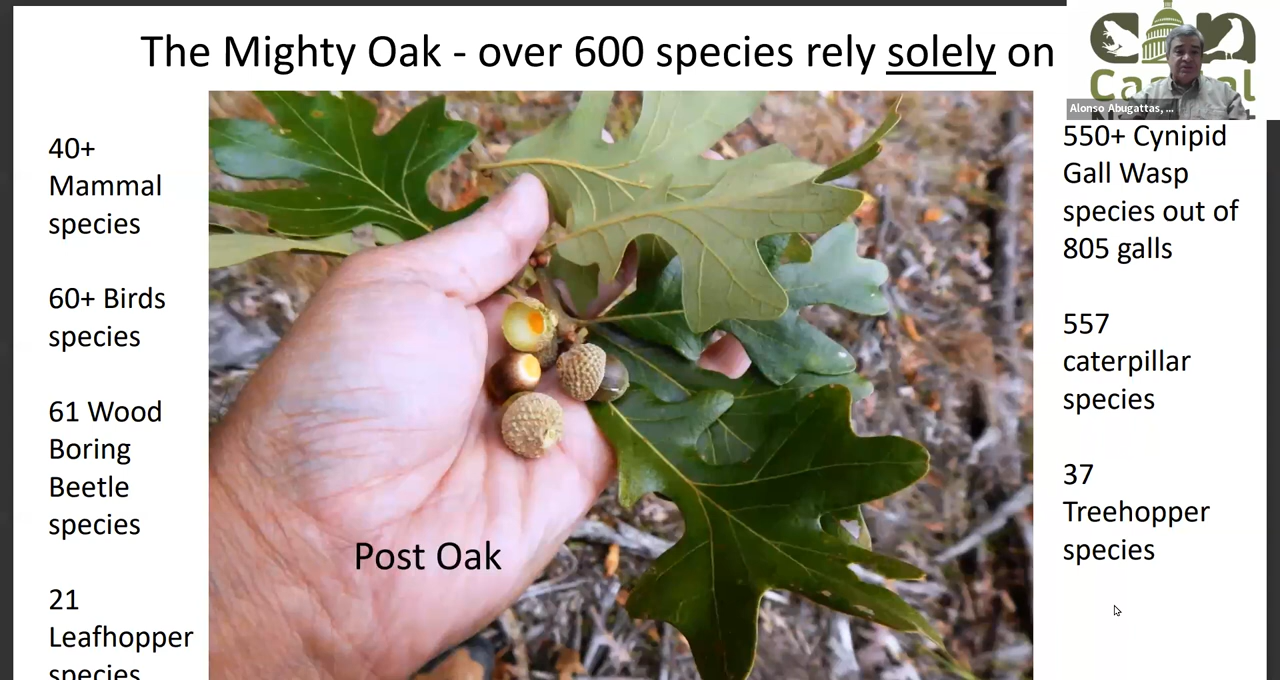 The Mighty Oak - over 600 species rely solely on
Alonso Abugattas, ...
40+
Mammal
species
60+ Birds
species
61 Wood
Boring
Beetle
species
21
Leafhopper
species
Post Oak
550+ Cynipid
Gall Wasp
species out of
805 galls
557
caterpillar
species
37
Treehopper
species